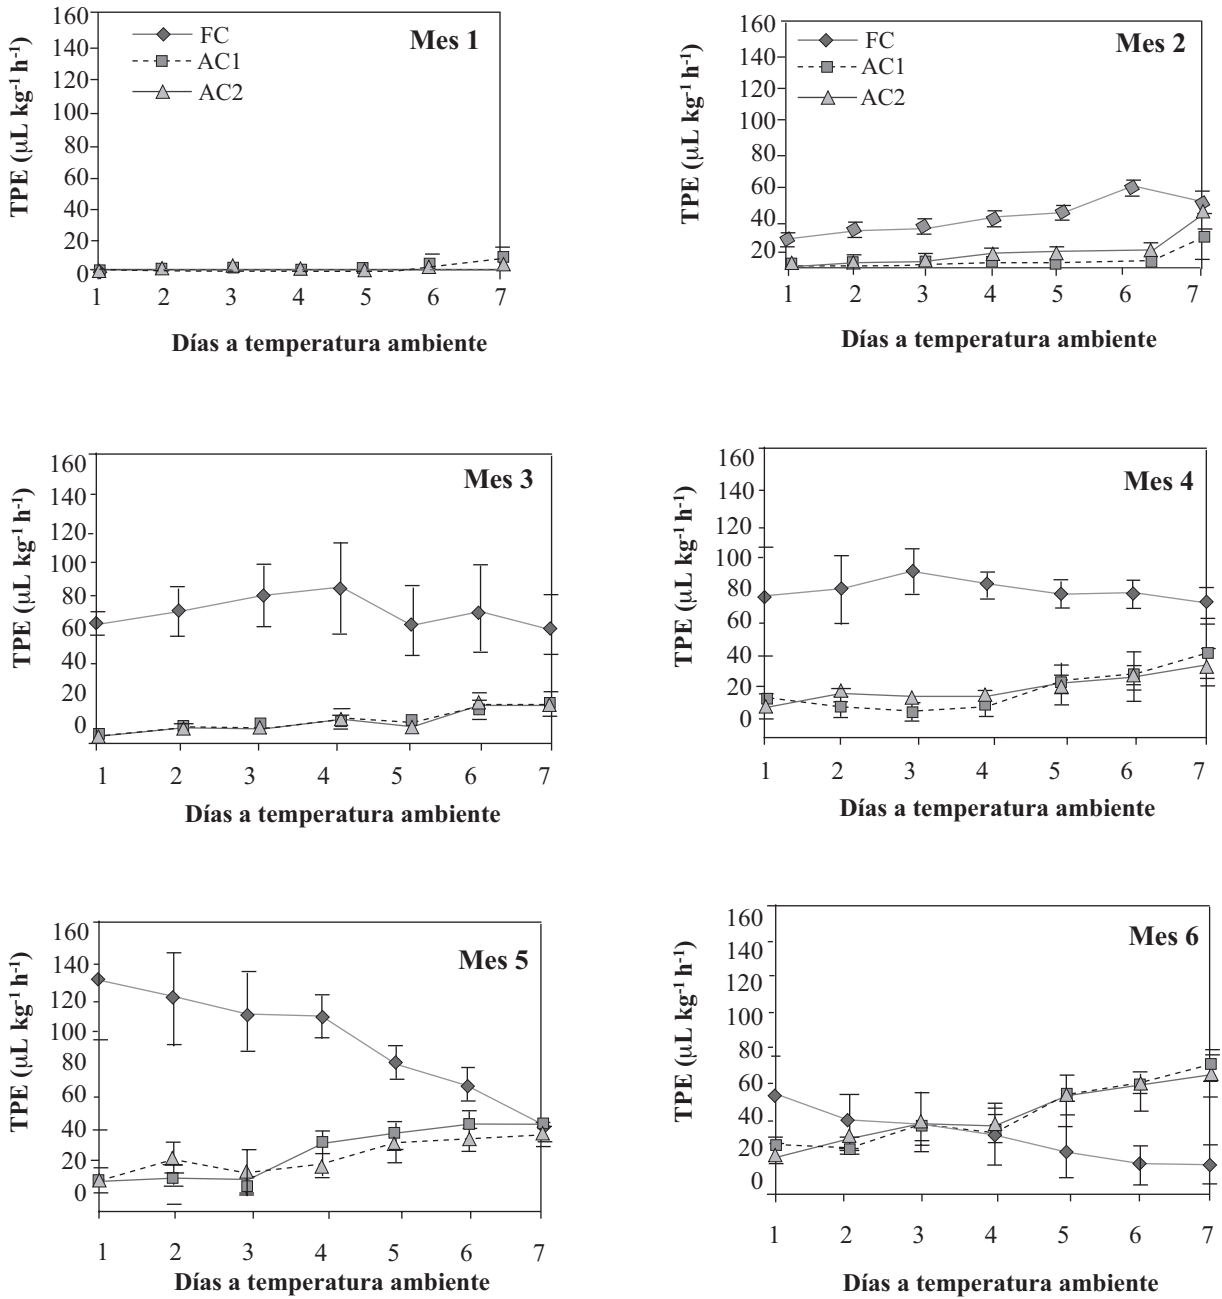 Mes 1
FC
AC1
AC2
TPE (µL kg-1 h-1)
160
140
120
100
80
60
40
20
0
1 2 3 4 5 6 7
Días a temperatura ambiente
Mes 2
FC
AC1
AC2
TPE (µL kg-1 h-1)
160
140
120
100
80
60
40
20
1 2 3 4 5 6 7
Días a temperatura ambiente
Mes 3
TPE (µL kg-1 h-1)
160
140
120
100
80
60
40
20
0
1 2 3 4 5 6 7
Días a temperatura ambiente
Mes 4
TPE (µL kg-1 h-1)
160
140
120
100
80
60
40
20
0
1 2 3 4 5 6 7
Días a temperatura ambiente
Mes 5
TPE (µL kg-1 h-1)
160
140
120
100
80
60
40
20
0
1 2 3 4 5 6 7
Días a temperatura ambiente
Mes 6
TPE (µL kg-1 h-1)
160
140
120
100
80
60
40
20
0
1 2 3 4 5 6 7
Días a temperatura ambiente